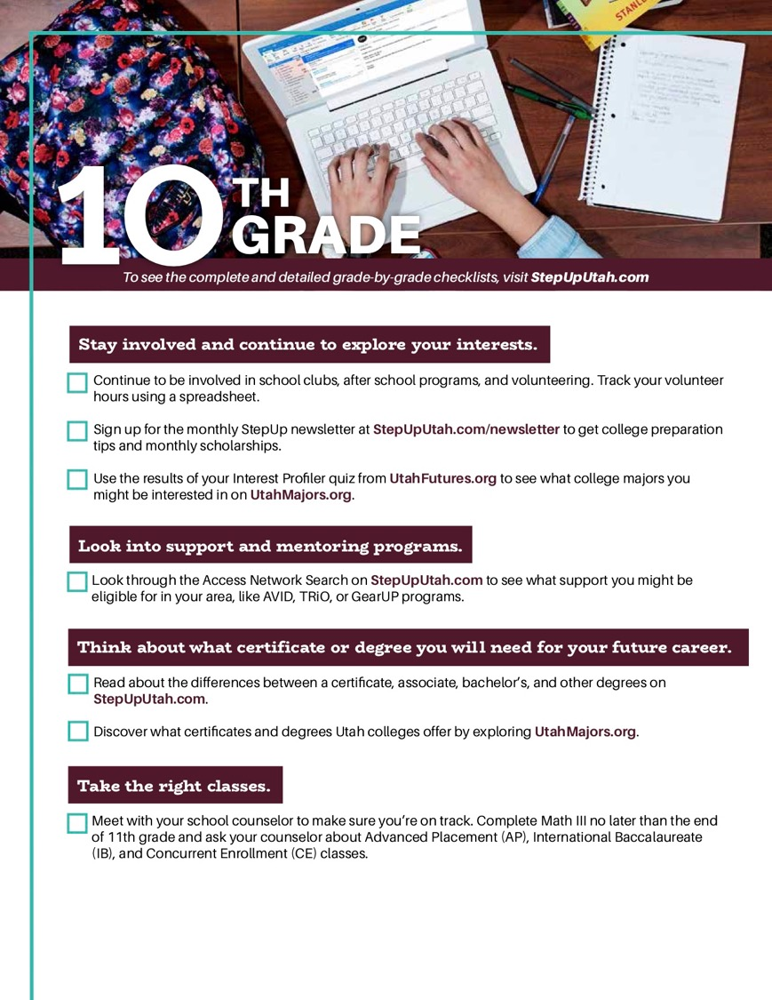 STANL
10TH
GRADE
To see the complete and detailed grade-by-grade checklists, visit StepUpUtah.com
Stay involved and continue to explore your interests.
Continue to be involved in school clubs, after school programs, and volunteering. Track your volunteer
hours using a spreadsheet.
Sign up for the monthly StepUp newsletter at StepUpUtah.com/newsletter to get college preparation
tips and monthly scholarships.
Use the results of your Interest Profiler quiz from UtahFutures.org to see what college majors you
might be interested in on UtahMajors.org.
Look into support and mentoring programs.
Look through the Access Network Search on StepUpUtah.com to see what support you might be
eligible for in your area, like AVID, TRiO, or GearUP programs.
Think about what certificate or degree you will need for your future career.
Read about the differences between a certificate, associate, bachelor’s, and other degrees on
StepUpUtah.com.
Discover what certificates and degrees Utah colleges offer by exploring UtahMajors.org.
Take the right classes.
Meet with your school counselor to make sure you’re on track. Complete Math III no later than the end
of 11th grade and ask your counselor about Advanced Placement (AP), International Baccalaureate
(IB), and Concurrent Enrollment (CE) classes.